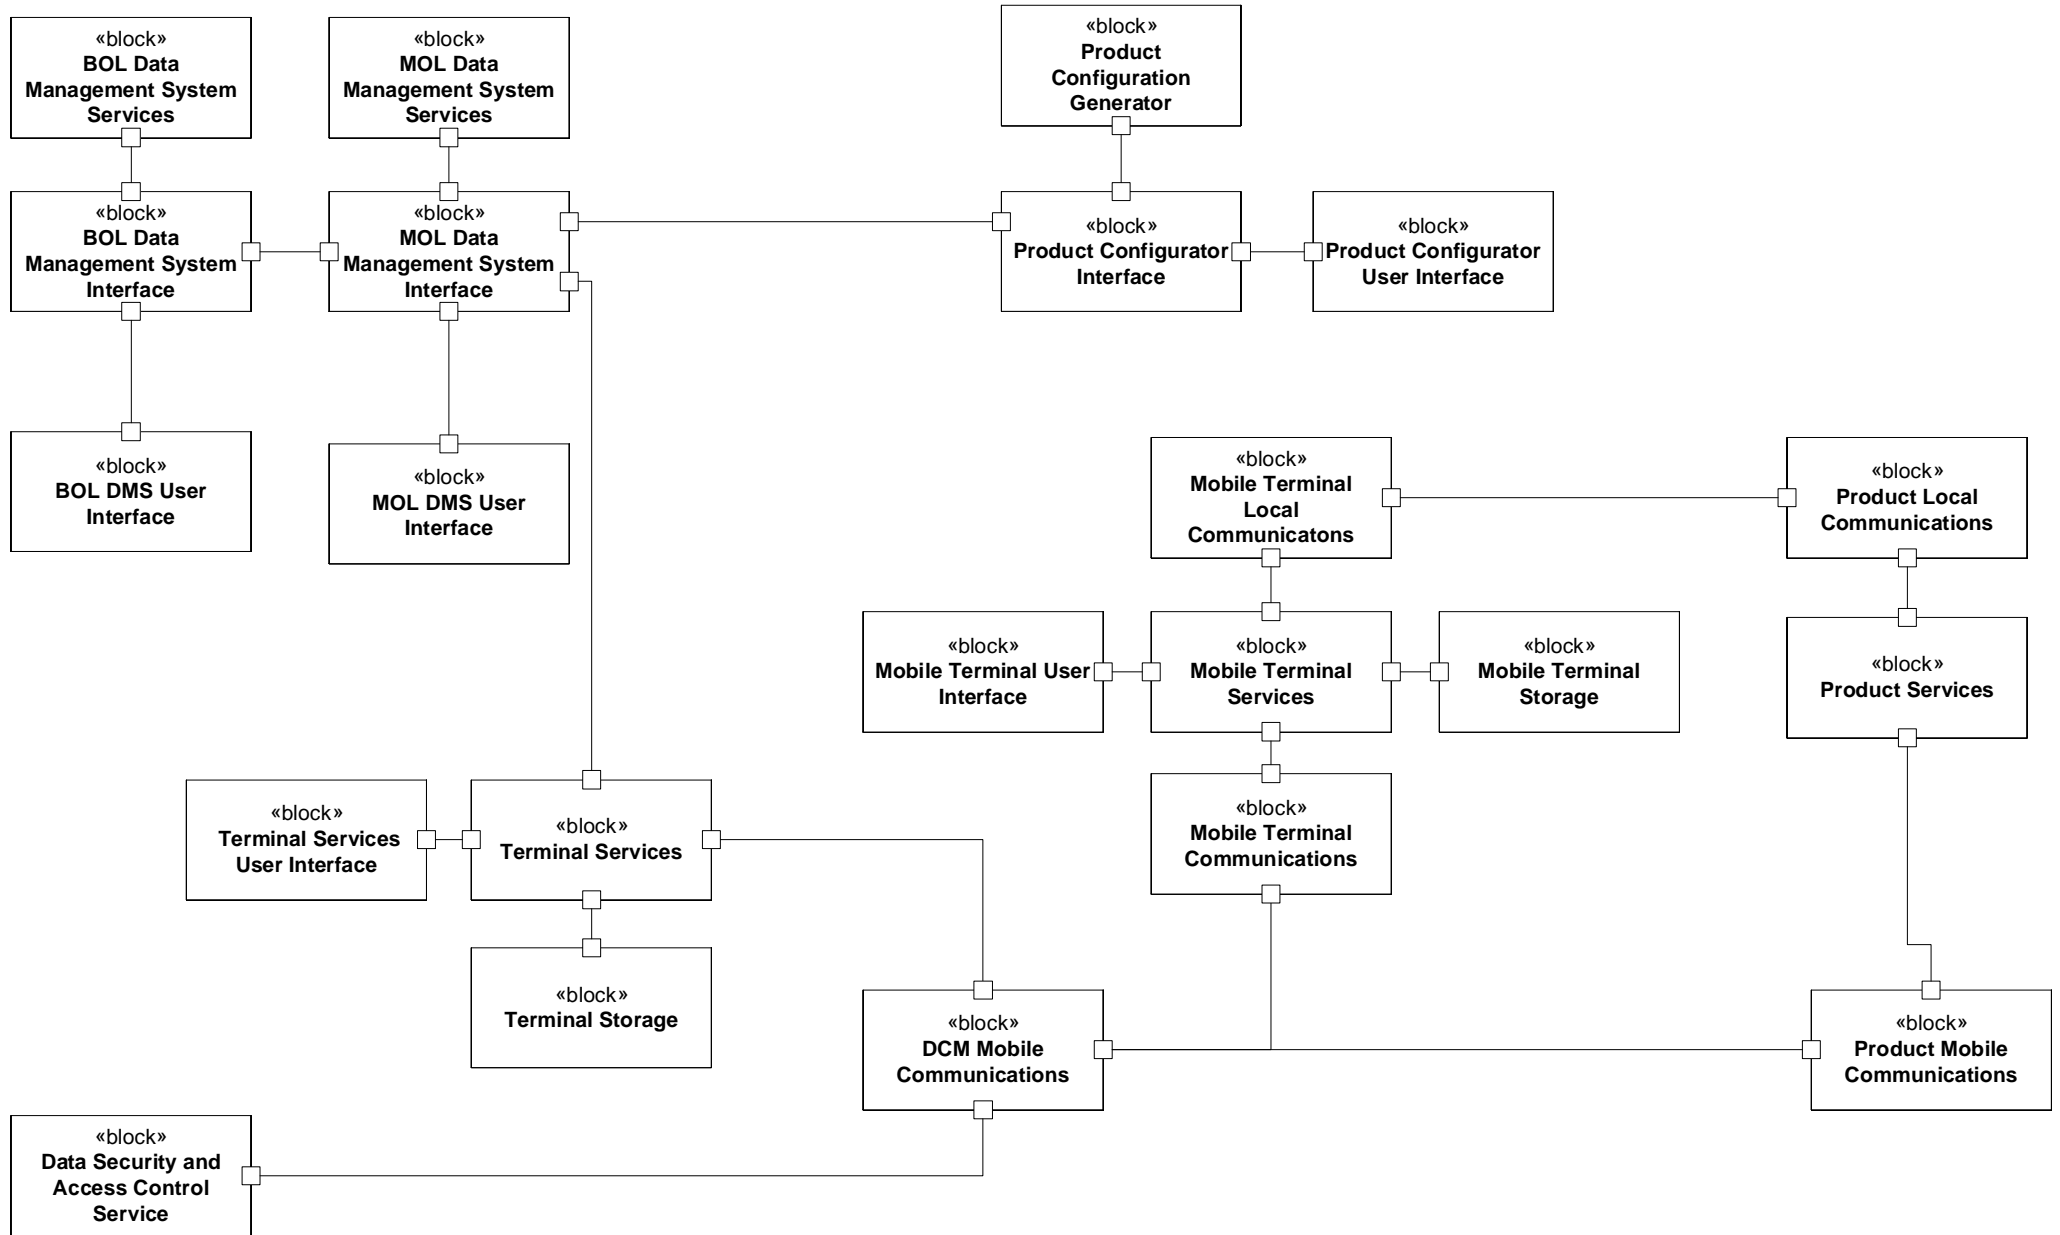 «block»
BOL Data
Management System
Services
«block»
MOL Data
Management System
Services
«block»
Product
Configuration
Generator
«block»
BOL Data
Management System
Interface
«block»
MOL Data
Management System
Interface
«block»
Product Configurator
Interface
«block»
Product Configurator
User Interface
«block»
BOL DMS User
Interface
«block»
MOL DMS User
Interface
«block»
Mobile Terminal
Local
Communicatons
«block»
Product Local
Communications
«block»
Mobile Terminal User
Interface
«block»
Mobile Terminal
Services
«block»
Mobile Terminal
Storage
«block»
Product Services
«block»
Terminal Services
User Interface
«block»
Terminal Services
«block»
Mobile Terminal
Communications
«block»
Terminal Storage
«block»
DCM Mobile
Communications
«block»
Product Mobile
Communications
«block»
Data Security and
Access Control
Service